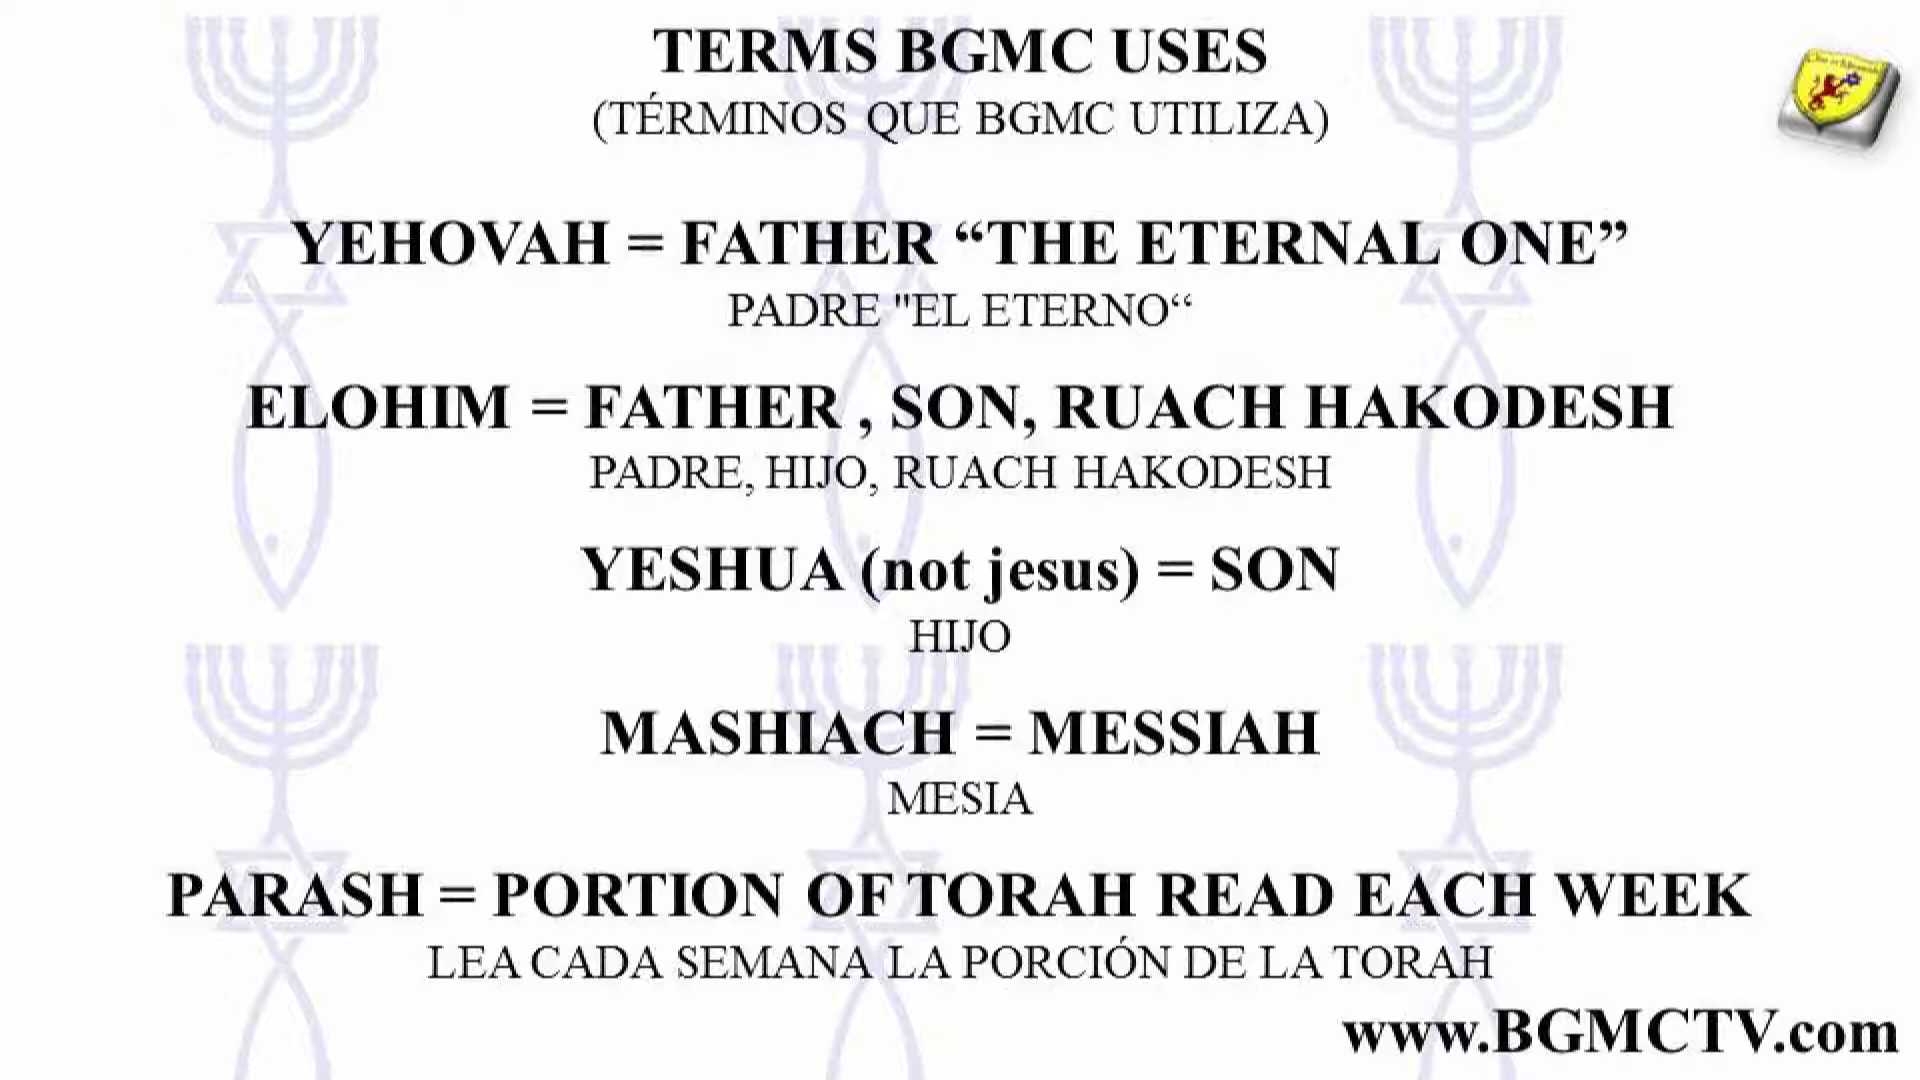 TERMS BGMC USES
(TÉRMINOS QUE BGMC UTILIZA)
YEHOVAH = FATHER “THE ETERNAL ONE”
PADRE "EL ETERNO“
ELOHIM = FATHER , SON, RUACH HAKODESH
PADRE, HIJO, RUACH HAKODESH
YESHUA (not jesus) = SON
HIJO
MASHIACH = MESSIAH
MESIA
PARASH = PORTION OF TORAH READ EACH WEEK
LEA CADA SEMANA LA PORCIÓN DE LA TORAH
www.BGMCTV.com